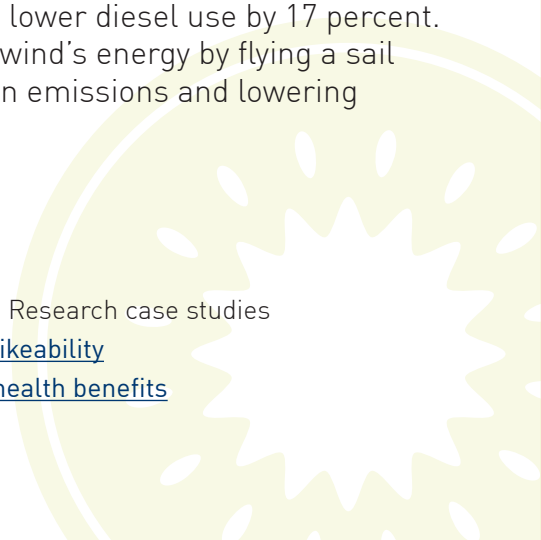 lower diesel use by 17 percent.
wind’s energy by flying a sail
n emissions and lowering
Research case studies
ikeability
health benefits